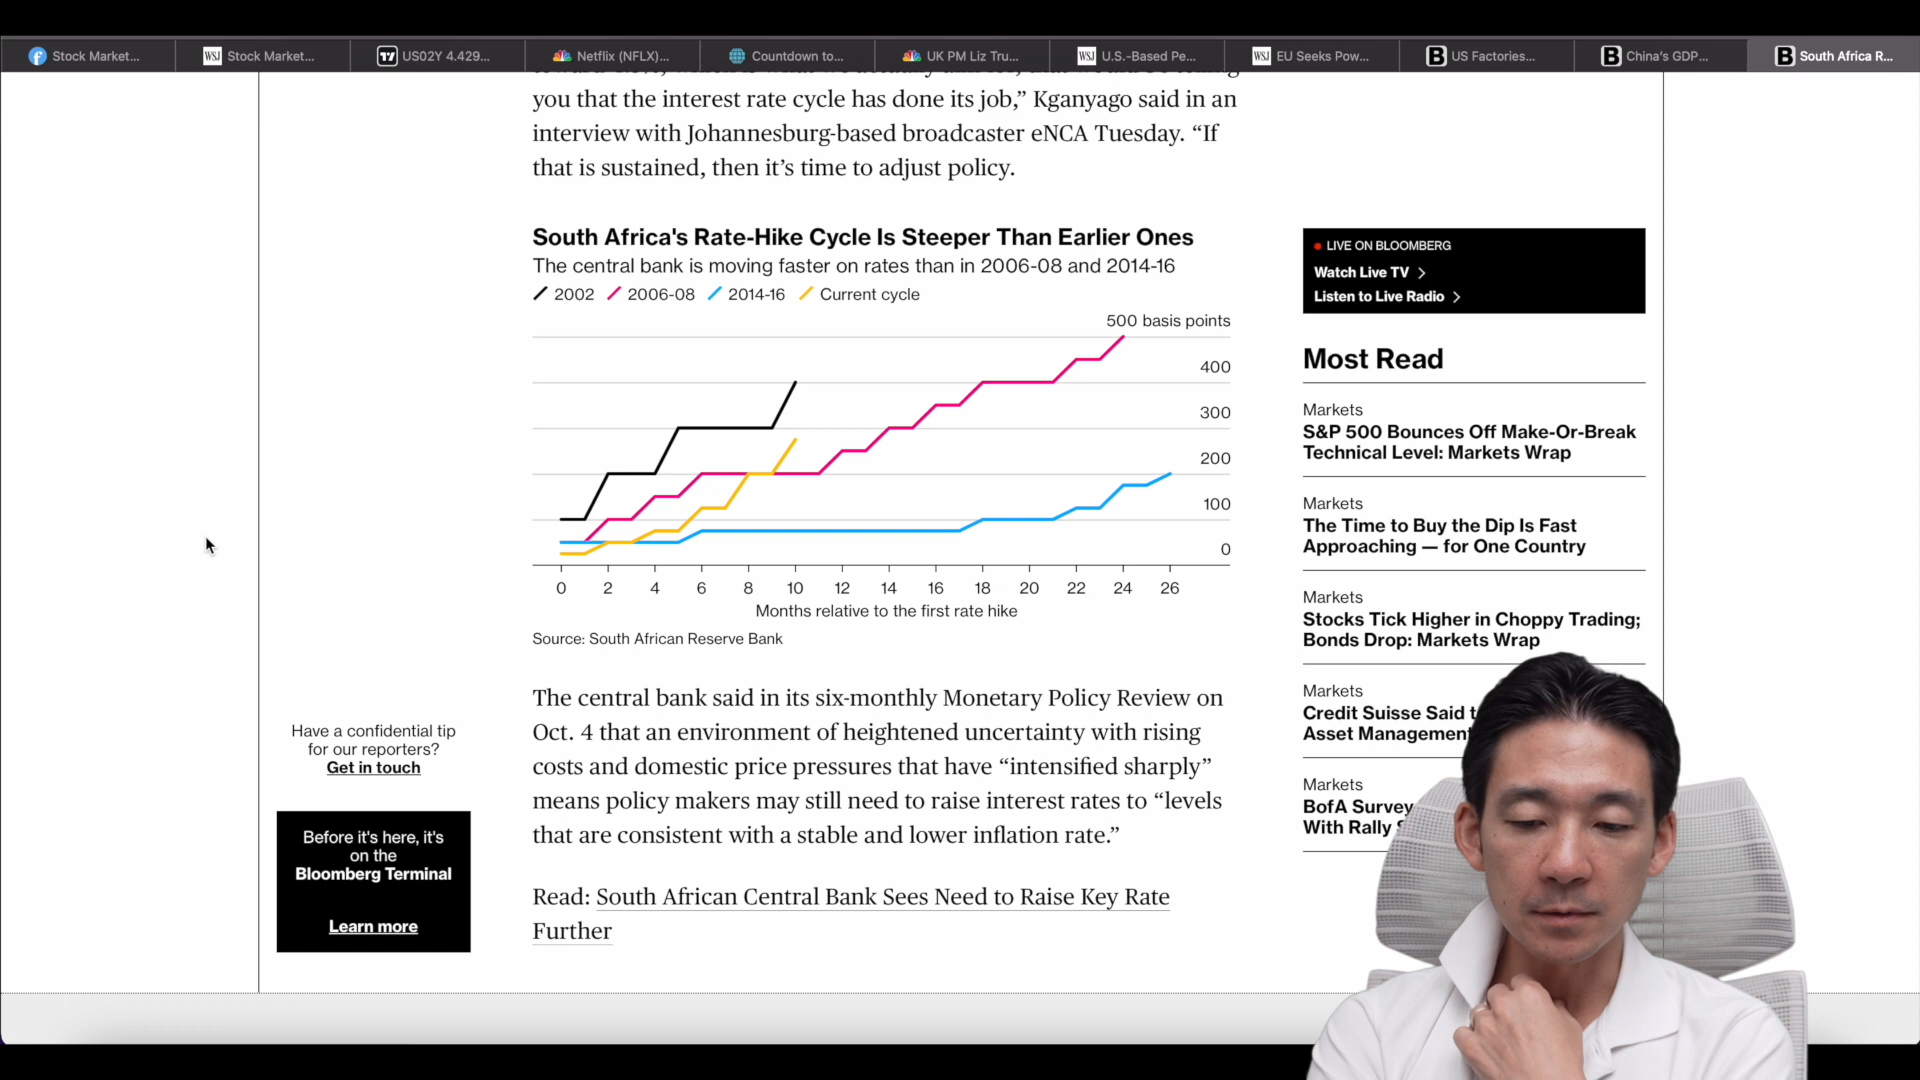 Stock Market...
Stock Market...
US02Y 4.429...
Netflix (NFLX)...
Countdown to...
UK PM Liz Tru...
U.S.-Based Pe...
EU Seeks Pow...
US Factories...
China's GDP...
South Africa R...
you that the interest rate cycle has done its job,” Kganyago said in an
interview with Johannesburg-based broadcaster eNCA Tuesday. “If
that is sustained, then it’s time to adjust policy.
South Africa's Rate-Hike Cycle Is Steeper Than Earlier Ones
The central bank is moving faster on rates than in 2006-08 and 2014-16
2002 2006-08 2014-16 Current cycle
500 basis points
400
300
200
100
0
0 2 4 6 8 10 12 14 16 18 20 22 24 26
Months relative to the first rate hike
Source: South African Reserve Bank
The central bank said in its six-monthly Monetary Policy Review on
Oct. 4 that an environment of heightened uncertainty with rising
costs and domestic price pressures that have “intensified sharply”
means policy makers may still need to raise interest rates to “levels
that are consistent with a stable and lower inflation rate.”
Read: South African Central Bank Sees Need to Raise Key Rate
Further
Have a confidential tip
for our reporters?
Get in touch
Before it's here, it's
on the
Bloomberg Terminal
Learn more
LIVE ON BLOOMBERG
Watch Live TV
Listen to Live Radio
Most Read
Markets
S&P 500 Bounces Off Make-Or-Break
Technical Level: Markets Wrap
Markets
The Time to Buy the Dip Is Fast
Approaching — for One Country
Markets
Stocks Tick Higher in Choppy Trading;
Bonds Drop: Markets Wrap
Markets
Credit Suisse Said
Asset Management
Markets
BofA Survey
With Rally